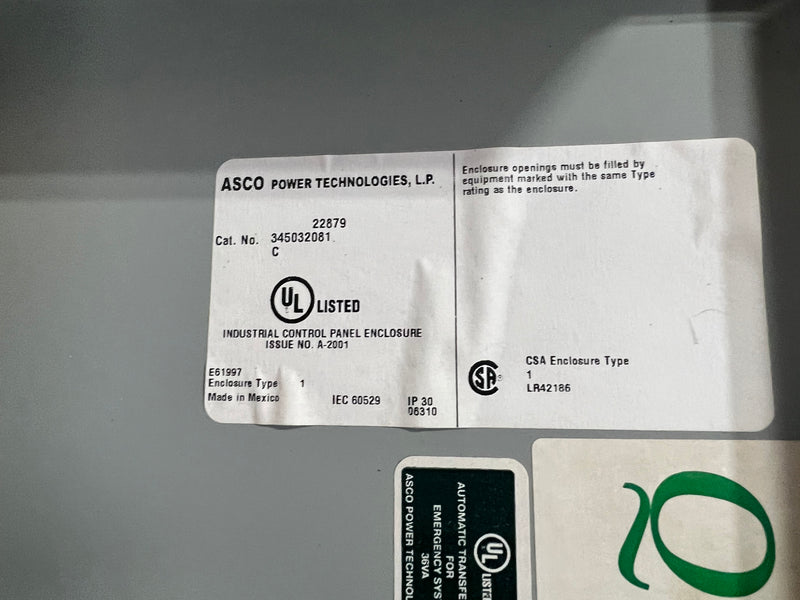 ASCO POWER TECHNOLOGIES, L.P.
22879
Cat. No. 345032081
C
UL LISTED
INDUSTRIAL CONTROL PANEL ENCLOSURE
ISSUE NO. A-2001
E61997
Enclosure Type 1
Made in Mexico IEC 60529 IP 30
06310
Enclosure openings must be filled by
equipment marked with the same Type
rating as the enclosure.
SA
CSA Enclosure Type
1
LR42186
UL LISTED
AUTOMATIC TRANSFE
FOR
EMERGENCY SYS
36VA
ASCO POWER TECHNOL